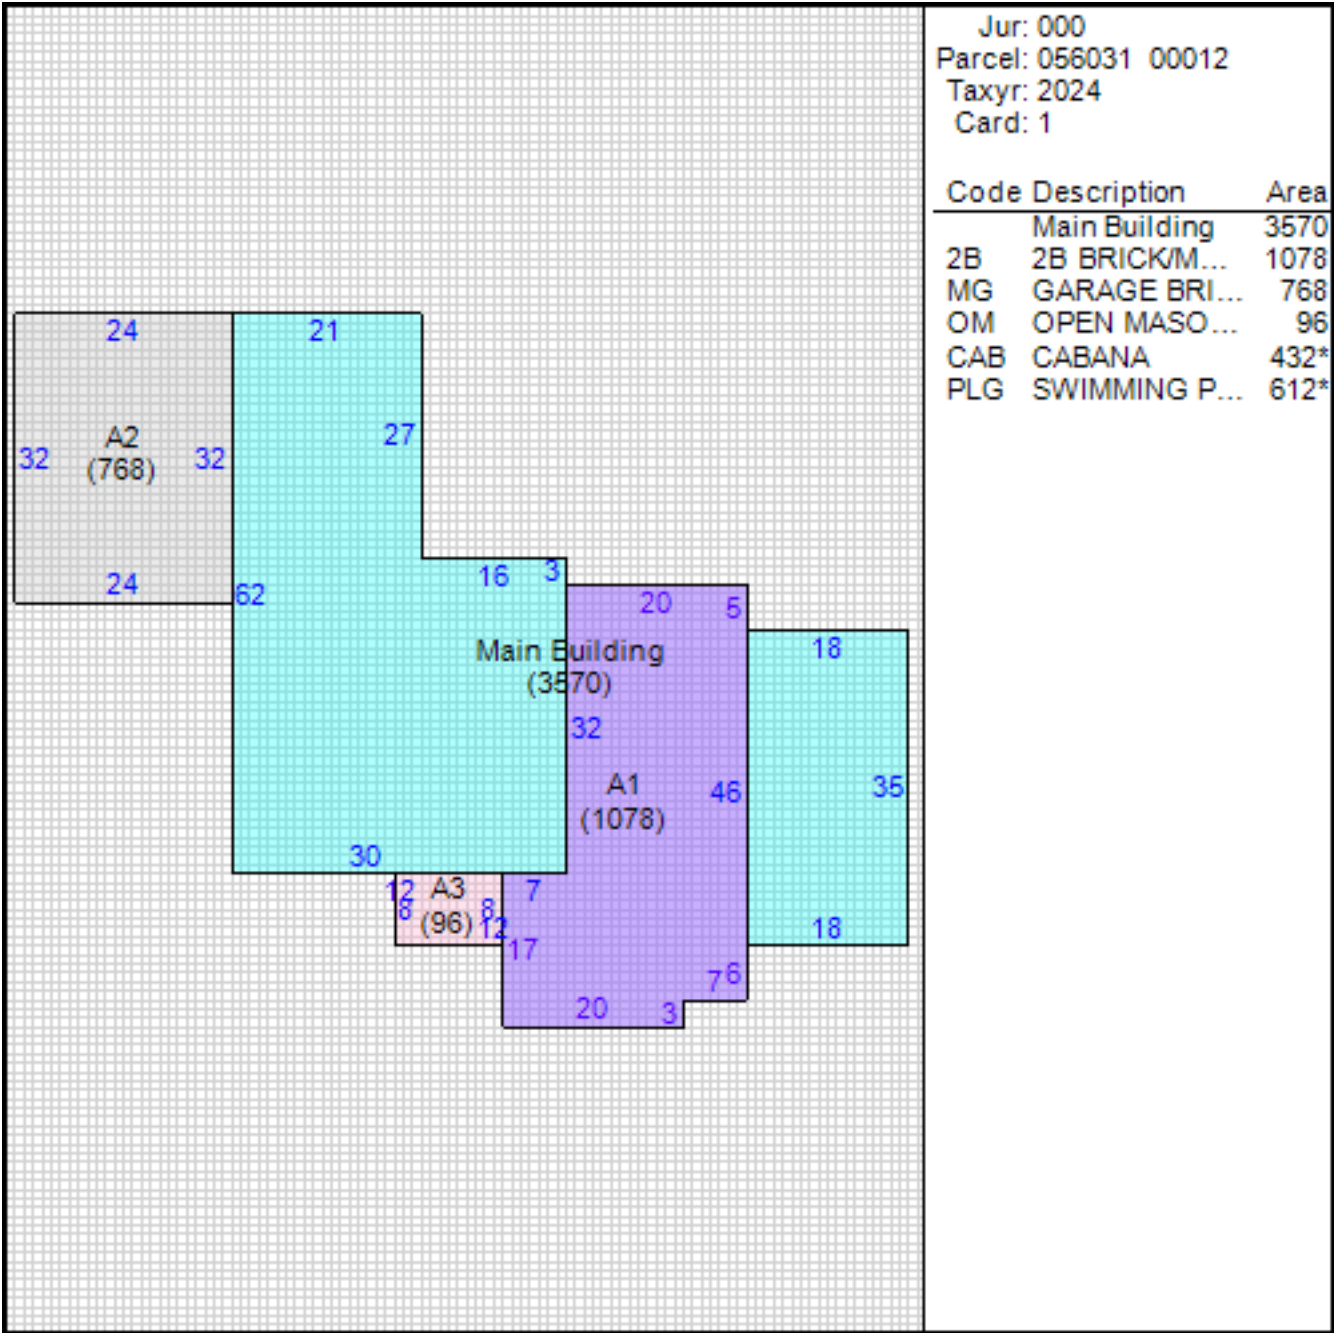 Jur: 000
Parcel: 056031 00012
Taxyr: 2024
Card: 1
Code Description Area
Main Building 3570
2B 2B BRICK/M... 1078
MG GARAGE BRI... 768
OM OPEN MASO... 96
CAB CABANA 432*
PLG SWIMMING P... 612*
24 21
27
A2
32 (768) 32
16 3
24 62
20 5
Main Building
(3570)
18
32
A1
(1078)
46 35
30
12 A3 7
8 (96) 8
12
17 18
7 6
20 3